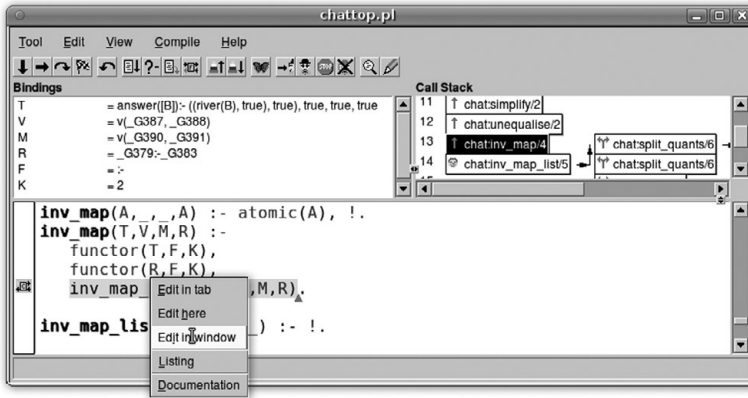 chattop.pl
Tool Edit View Compile Help
Bindings
T = answer([B]):- ((river(B), true), true), true, true, true
V = v(_G387, _G388)
M = v(_G390, _G391)
R = _G379:-_G383
F = :-
K = 2
Call Stack
11 chat:simplify/2
12 chat:unequalise/2
13 chat:inv_map/4 chat:split_quants/6
14 chat:inv_map_list/5 chat:split_quants/6
inv_map(A,_,_,A) :- atomic(A), !.
inv_map(T,V,M,R) :-
functor(T,F,K),
functor(R,F,K),
inv_map_ ,M,R).
inv_map_lis _) :- !.
Edit in tab
Edit here
Edit in window
Listing
Documentation